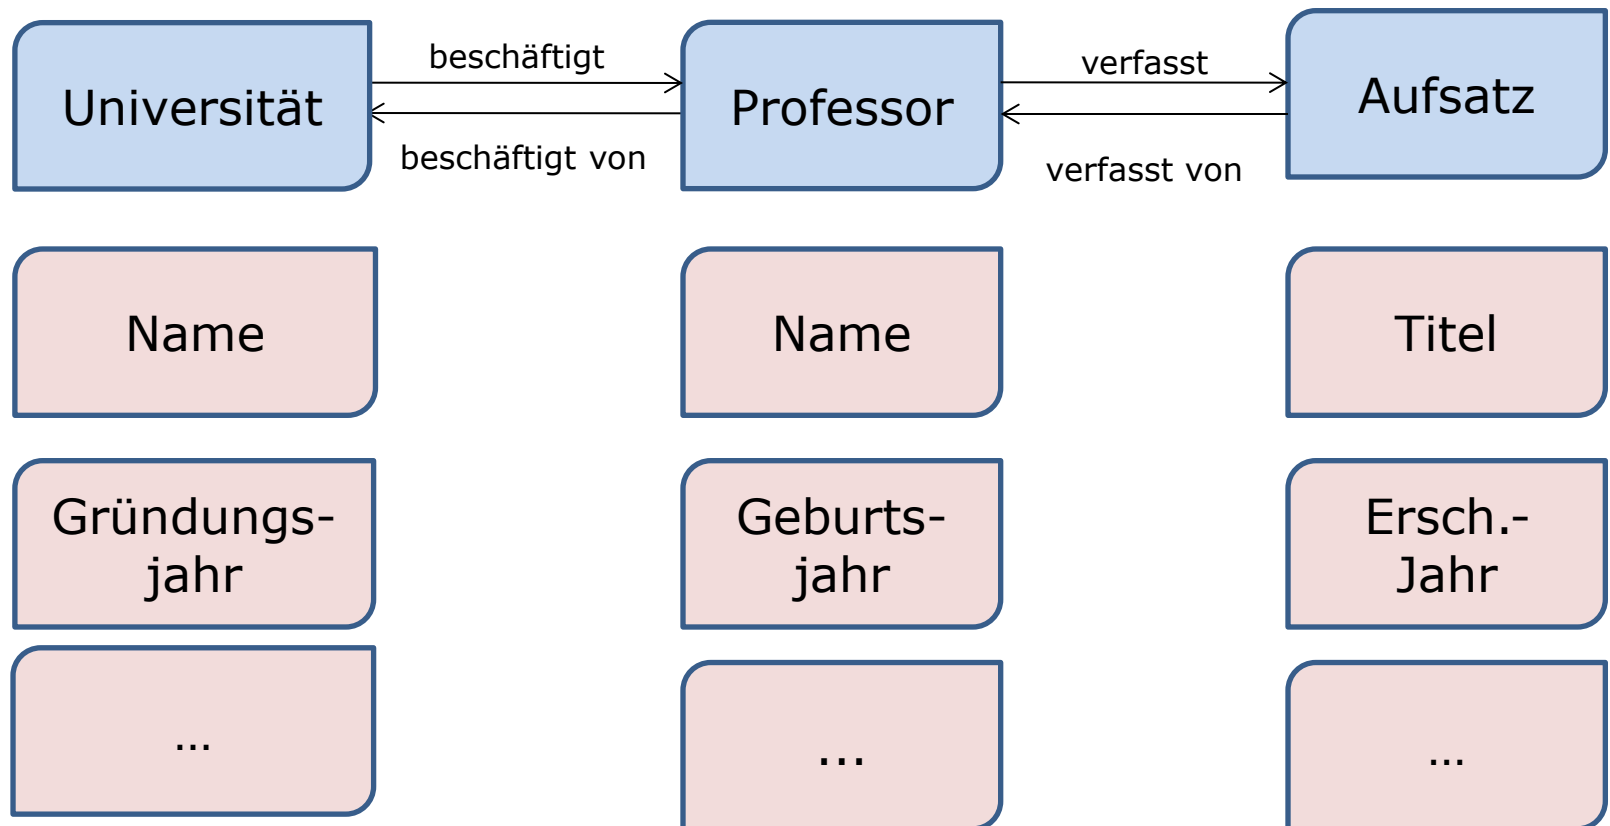 Universität
beschäftigt
beschäftigt von
Professor
verfasst
verfasst von
Aufsatz
Name
Name
Titel
Gründungs-
jahr
Geburts-
jahr
Ersch.-
Jahr
...
...
...